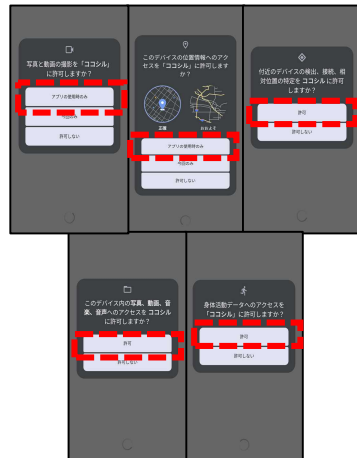 写真と動画の撮影を「ココシル」
に許可しますか？
アプリの使用時のみ
今回のみ
許可しない
このデバイスの位置情報へのアク
セスを「ココシル」に許可します
か？
正確
おおよそ
アプリの使用時のみ
今回のみ
許可しない
付近のデバイスの検出、接続、相
対位置の特定を ココシル に許可
しますか？
許可
許可しない
このデバイス内の写真、動画、音
楽、音声へのアクセスを ココシル
に許可しますか？
許可
許可しない
身体活動データへのアクセスを
「ココシル」に許可しますか？
許可
許可しない